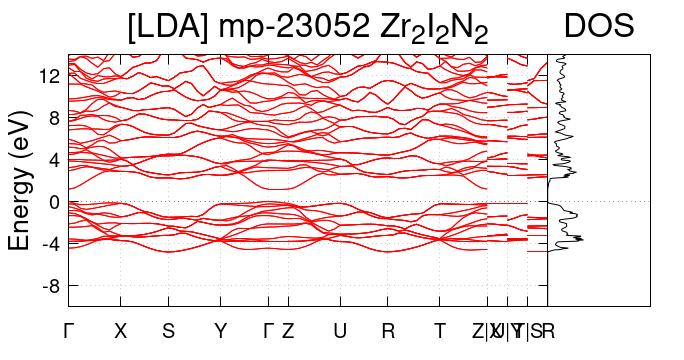 [LDA] mp-23052 Zr₂I₂N₂ DOS
Energy (eV)
12
8
4
0
-4
-8
Γ X S Y Γ Z U R T Z|X U|Y T|S R